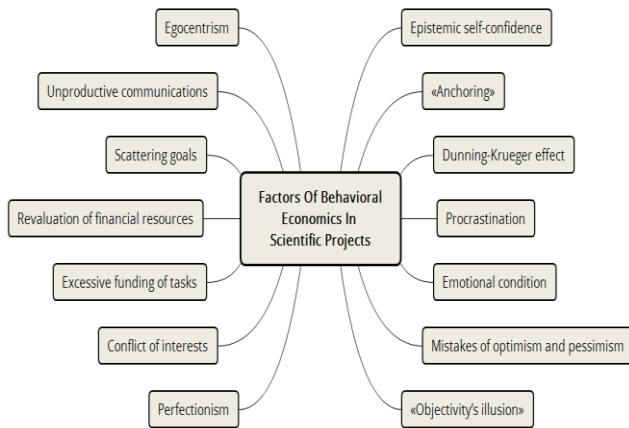 Egocentrism
Epistemic self-confidence
Unproductive communications
«Anchoring»
Scattering goals
Dunning-Krueger effect
Factors Of Behavioral
Economics In
Scientific Projects
Revaluation of financial resources
Procrastination
Excessive funding of tasks
Emotional condition
Conflict of interests
Mistakes of optimism and pessimism
Perfectionism
«Objectivity's illusion»